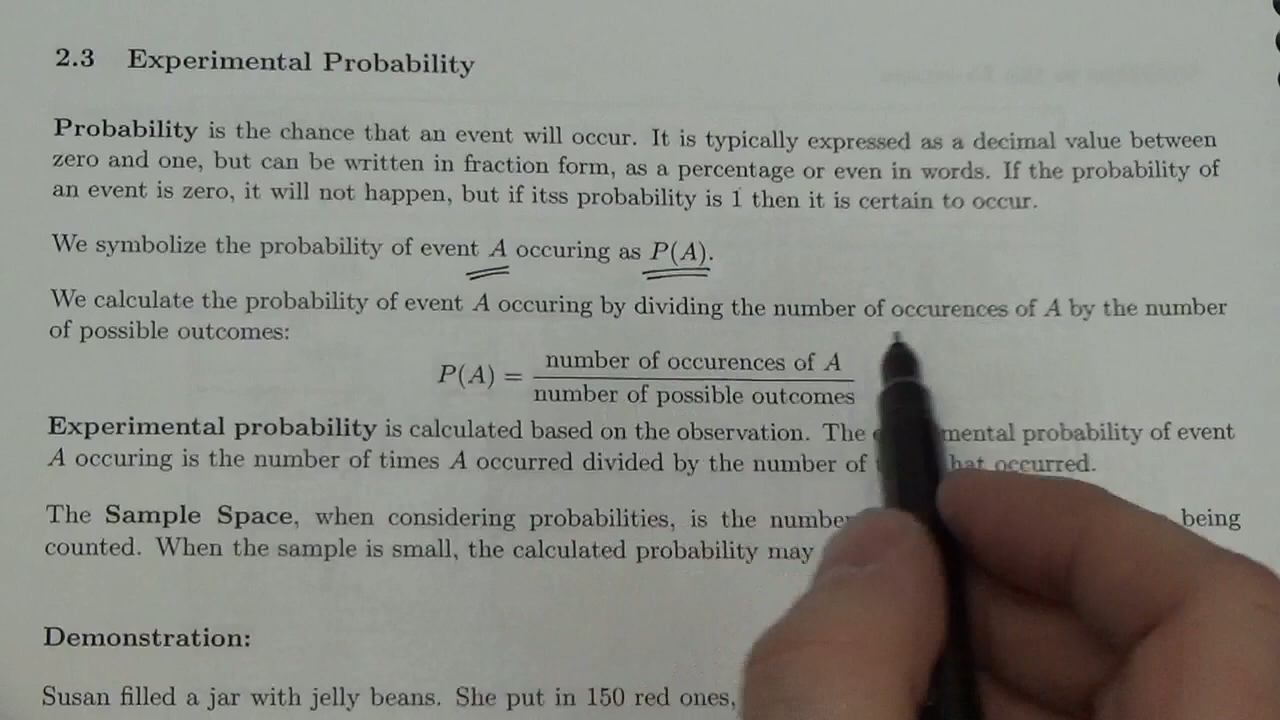 2.3 Experimental Probability
Probability is the chance that an event will occur. It is typically expressed as a decimal value between
zero and one, but can be written in fraction form, as a percentage or even in words. If the probability of
an event is zero, it will not happen, but if itss probability is 1 then it is certain to occur.
We symbolize the probability of event A occuring as P(A).
We calculate the probability of event A occuring by dividing the number of occurences of A by the number
of possible outcomes:
P(A) = number of occurences of A
number of possible outcomes
Experimental probability is calculated based on the observation. The mental probability of event
A occuring is the number of times A occurred divided by the number of hat occurred.
The Sample Space, when considering probabilities, is the number being
counted. When the sample is small, the calculated probability may
Demonstration:
Susan filled a jar with jelly beans. She put in 150 red ones,